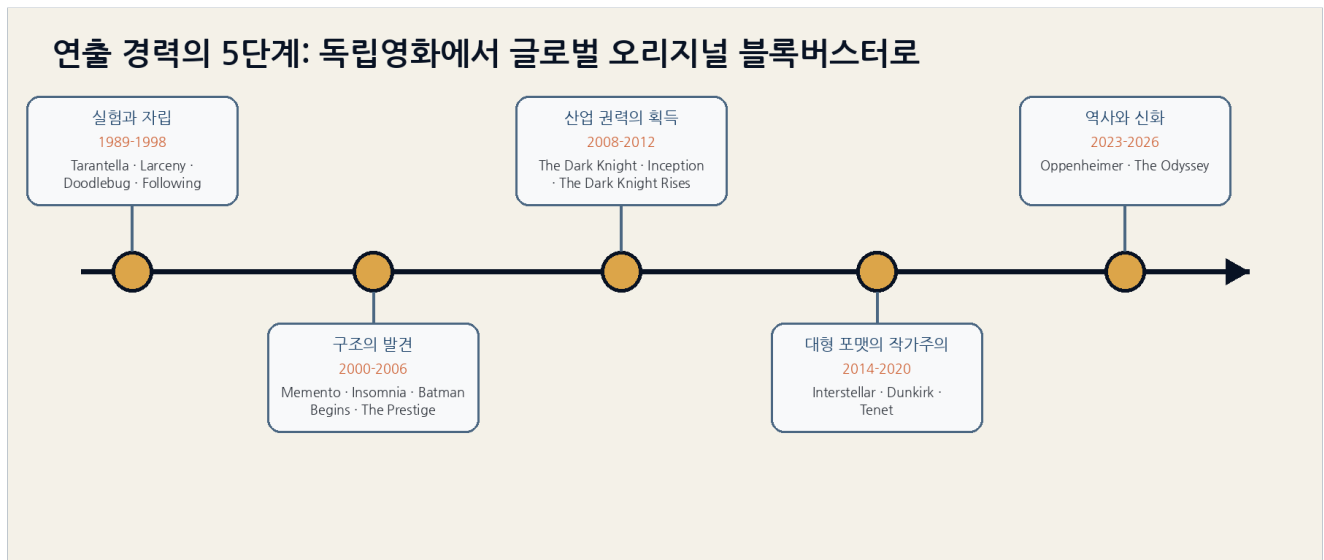 연출 경력의 5단계: 독립영화에서 글로벌 오리지널 블록버스터로
실험과 자립
1989-1998
Tarantella · Larceny ·
Doodlebug · Following
구조의 발견
2000-2006
Memento · Insomnia · Batman
Begins · The Prestige
산업 권력의 획득
2008-2012
The Dark Knight · Inception
· The Dark Knight Rises
대형 포맷의 작가주의
2014-2020
Interstellar · Dunkirk ·
Tenet
역사와 신화
2023-2026
Oppenheimer · The Odyssey